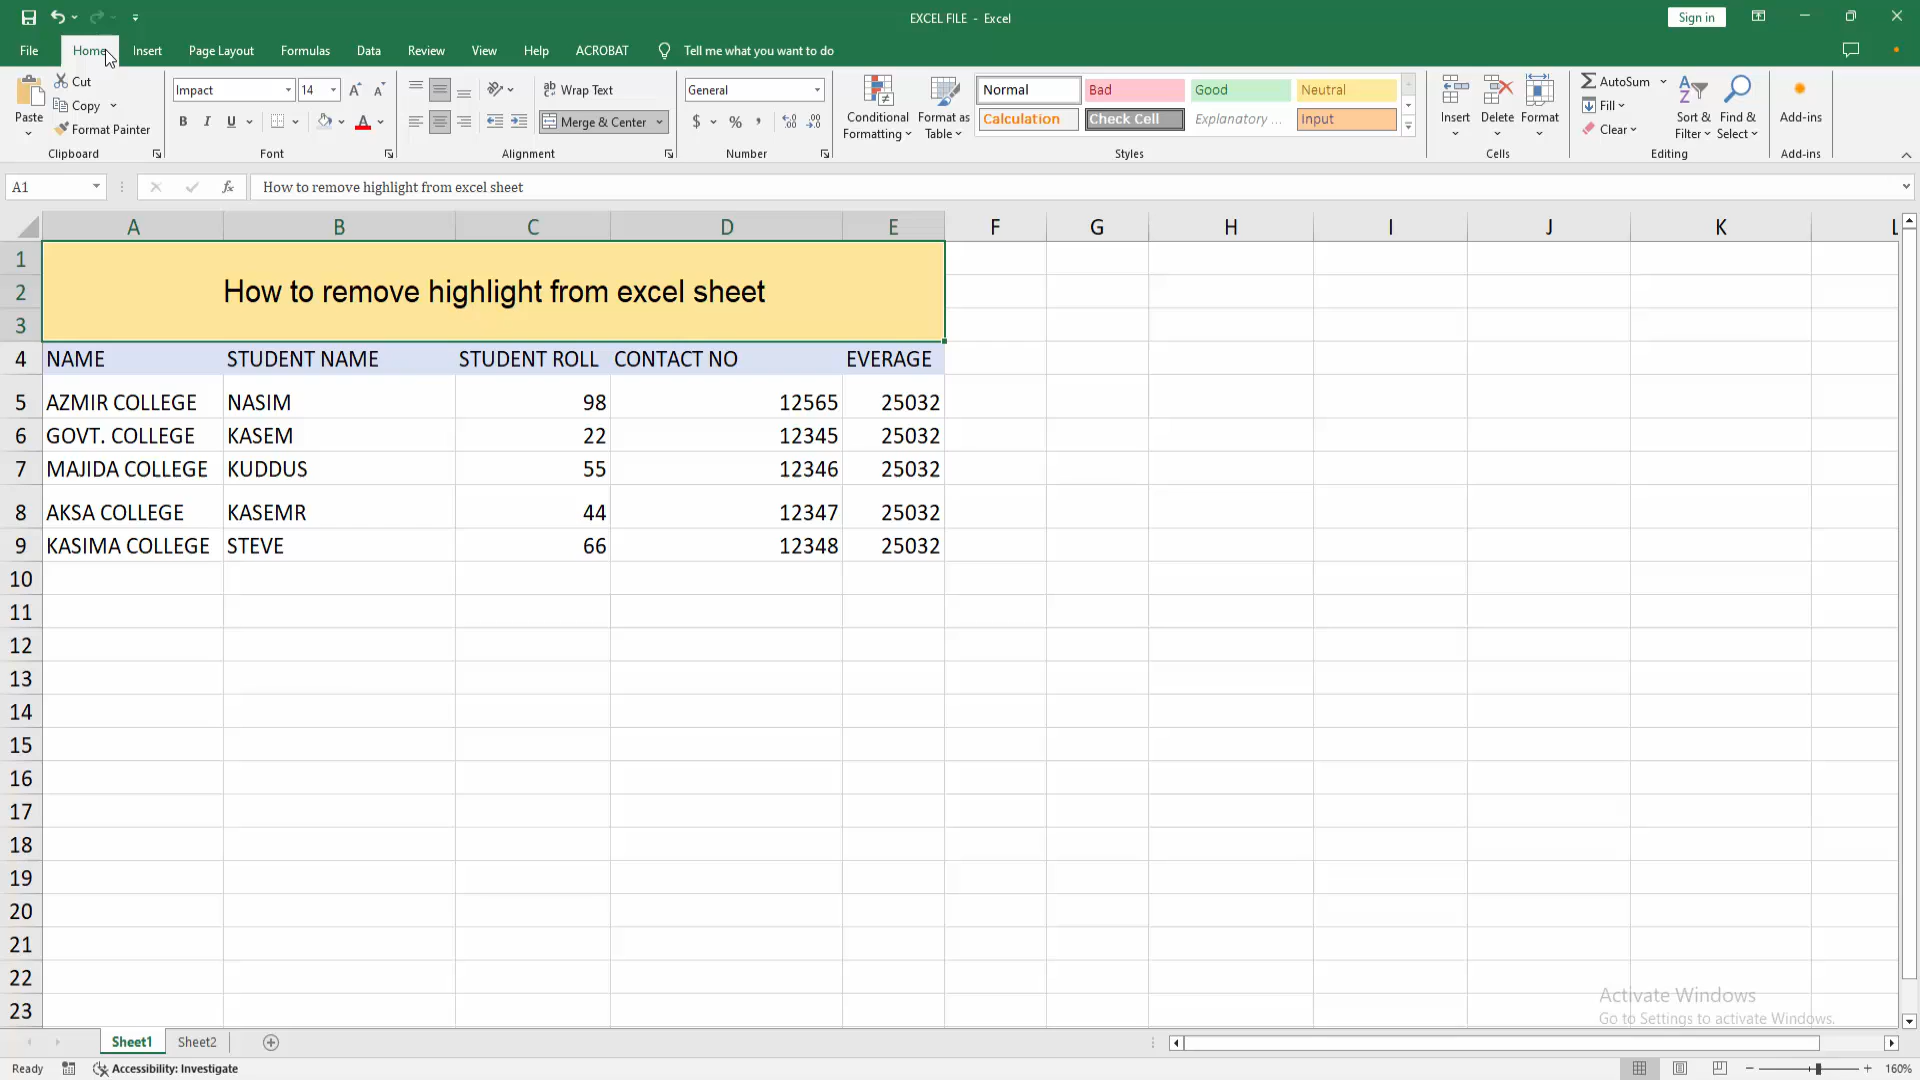 EXCEL FILE - Excel
Sign in
File Home Insert Page Layout Formulas Data Review View Help ACROBAT Tell me what you want to do
Paste Cut Copy Format Painter Clipboard
Impact 14 B I U A Font
Wrap Text Merge & Center Alignment
General $ % , Number
Conditional Formatting Format as Table
Normal Bad Good Neutral
Calculation Check Cell Explanatory ... Input
Styles
Insert Delete Format Cells
AutoSum Fill Clear Sort & Filter Find & Select Editing
Add-ins Add-ins
A1 fx How to remove highlight from excel sheet
A B C D E F G H I J K L
1
2 How to remove highlight from excel sheet
3
4 NAME STUDENT NAME STUDENT ROLL CONTACT NO EVERAGE
5 AZMIR COLLEGE NASIM 98 12565 25032
6 GOVT. COLLEGE KASEM 22 12345 25032
7 MAJIDA COLLEGE KUDDUS 55 12346 25032
8 AKSA COLLEGE KASEMR 44 12347 25032
9 KASIMA COLLEGE STEVE 66 12348 25032
10
11
12
13
14
15
16
17
18
19
20
21
22
23
Activate Windows
Go to Settings to activate Windows.
Sheet1 Sheet2
Ready Accessibility: Investigate 160%